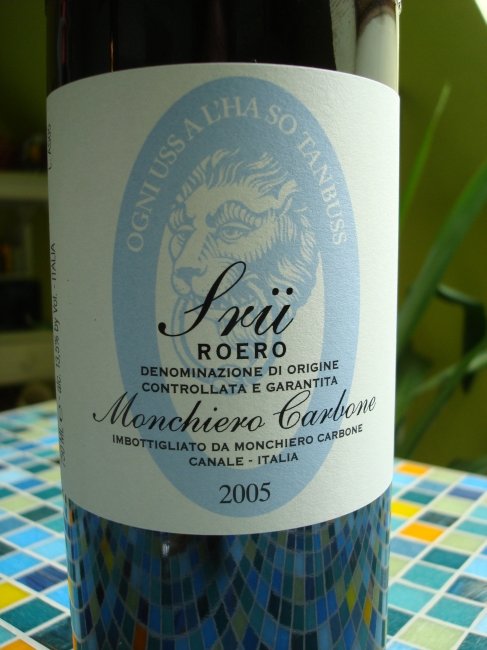 OGNI USS A L'HA SO TANBUSS
Srü
ROERO
DENOMINAZIONE DI ORIGINE
CONTROLLATA E GARANTITA
Monchiero Carbone
IMBOTTIGLIATO DA MONCHIERO CARBONE
CANALE - ITALIA
2005